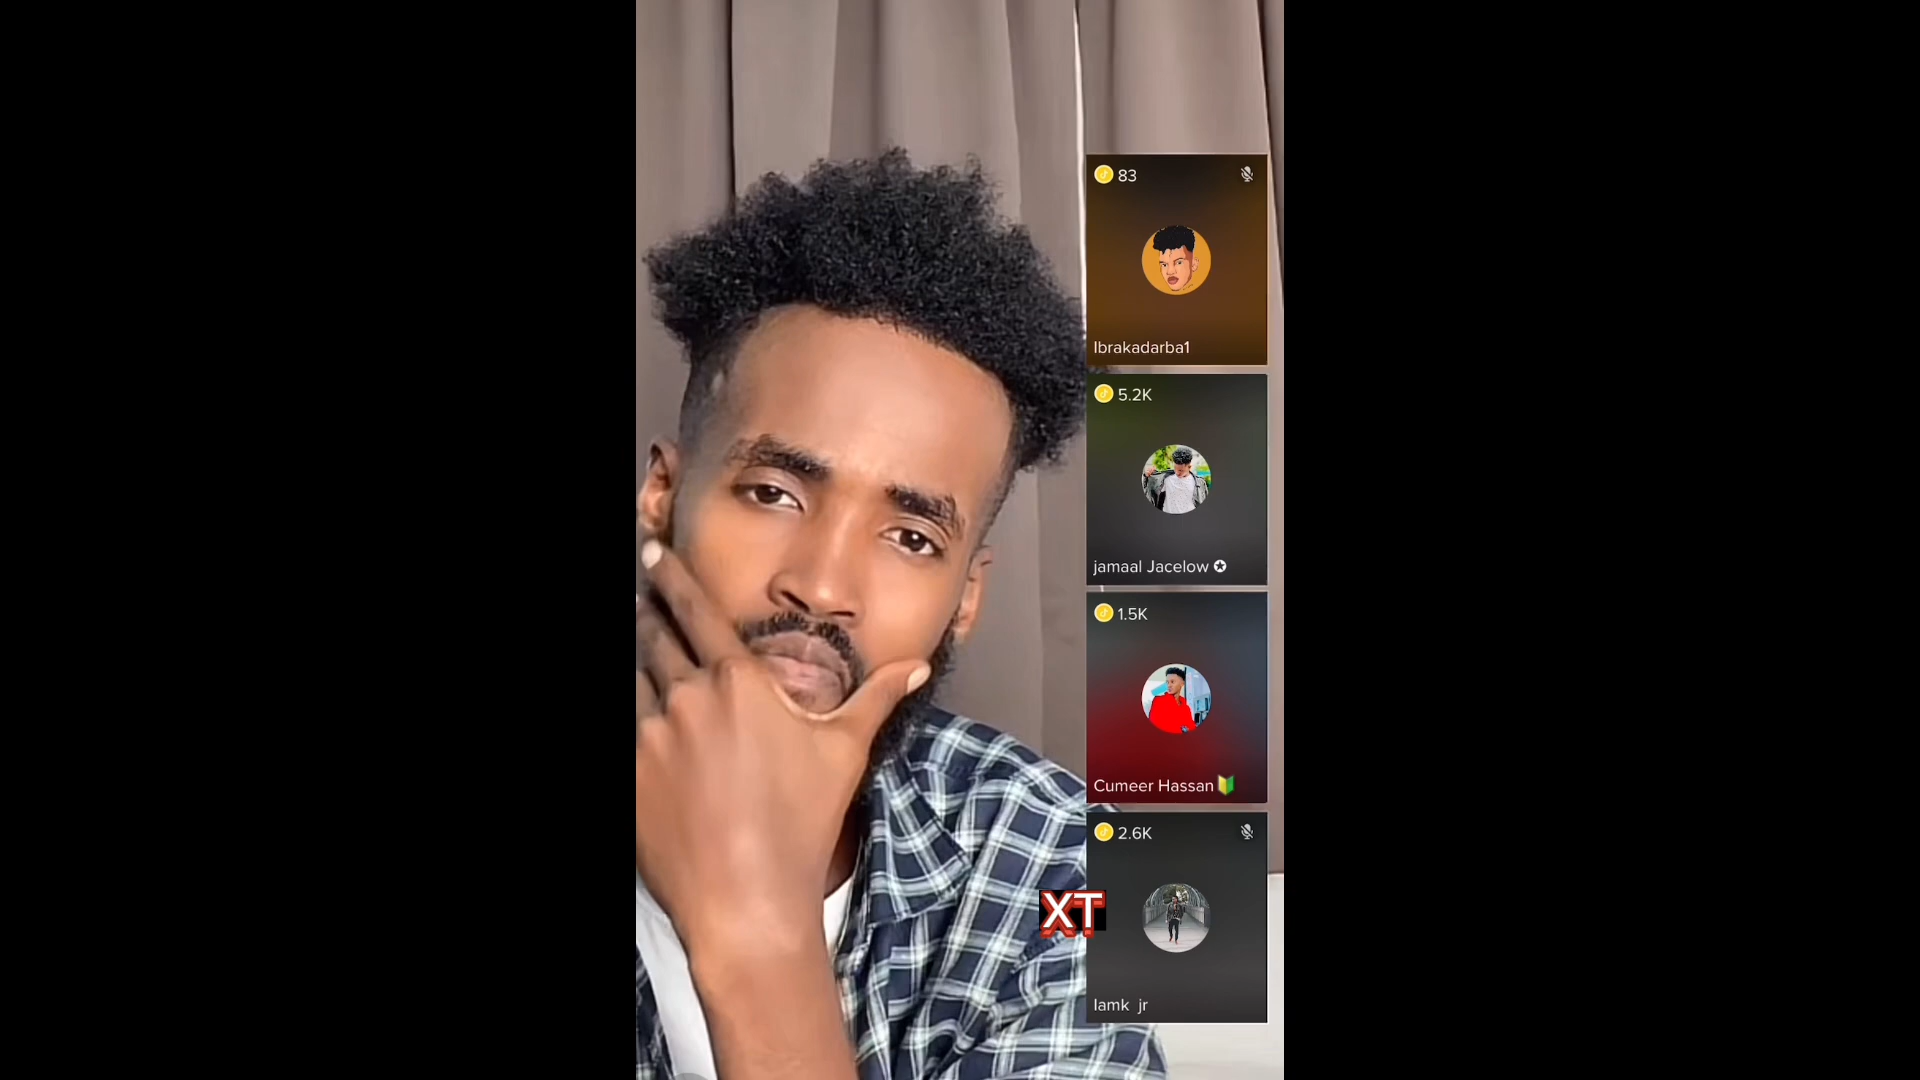 83
Ibrakadarba1
5.2K
jamaal Jacelow ✪
1.5K
Cumeer Hassan🔰
2.6K
XT
Iamk jr